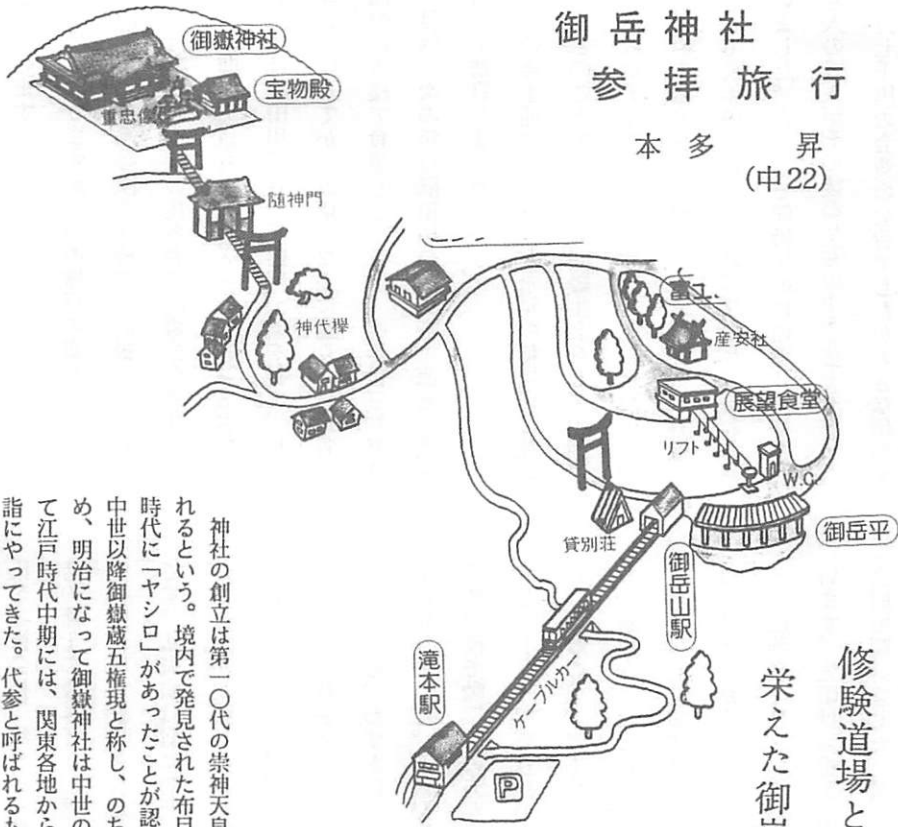 御岳神社
参拝旅行
本多 昇
(中22)
御嶽神社
宝物殿
重忠像
随神門
神代欅
産安社
展望食堂
リフト
W.C.
貸別荘
御岳平
御岳山駅
ケーブルカー
滝本駅
P
修験道場と
栄えた御岳
神社の創立は第一〇代の崇神天皇
れるという。境内で発見された布目
時代に「ヤシロ」があったことが認
中世以降御嶽蔵五権現と称し、のち
め、明治になって御嶽神社は中世の
て江戸時代中期には、関東各地から
詣にやってきた。代参と呼ばれるも